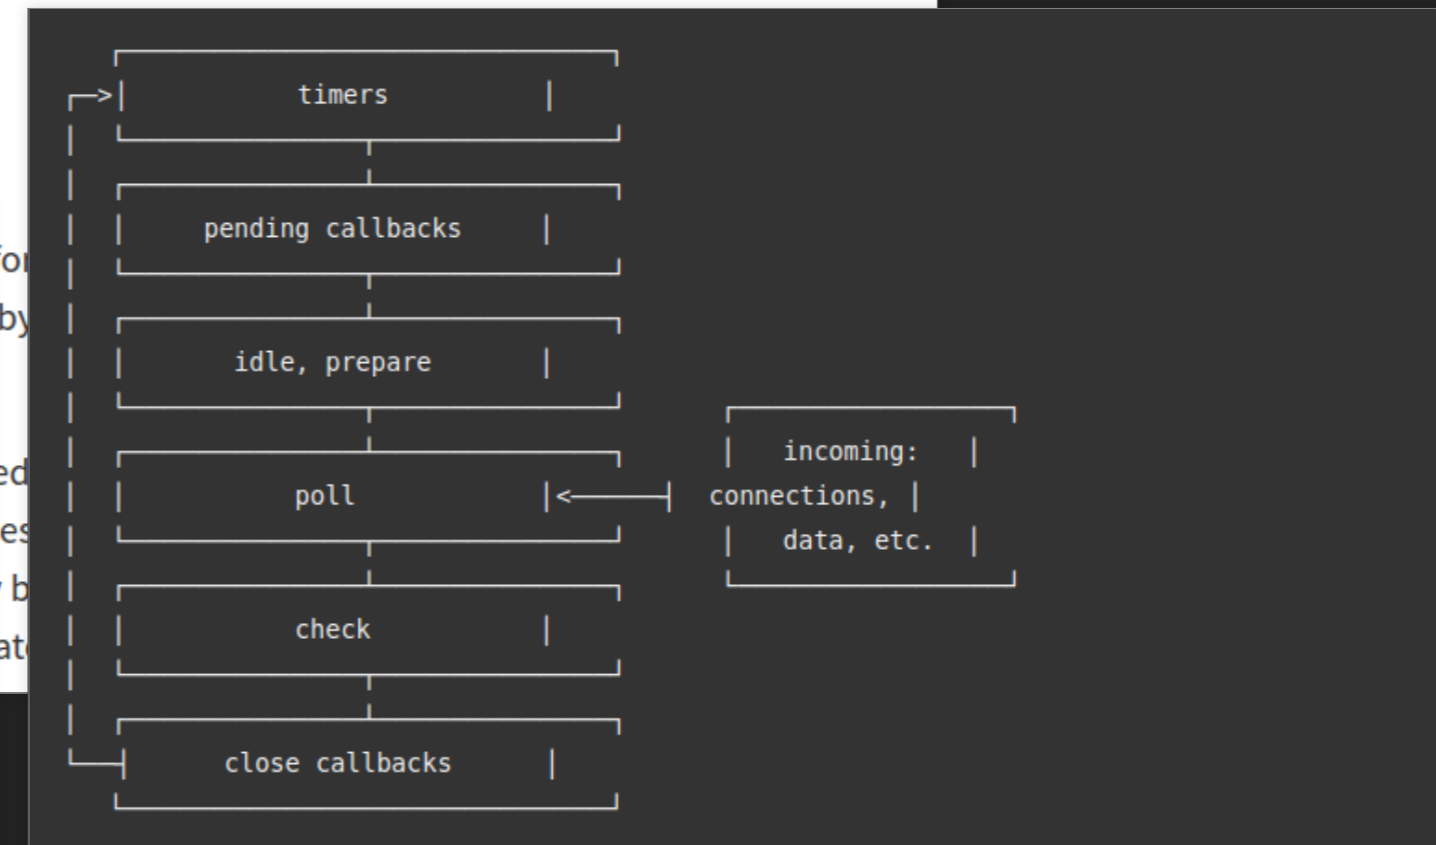 timers
pending callbacks
idle, prepare
poll
check
close callbacks
incoming:
connections,
data, etc.